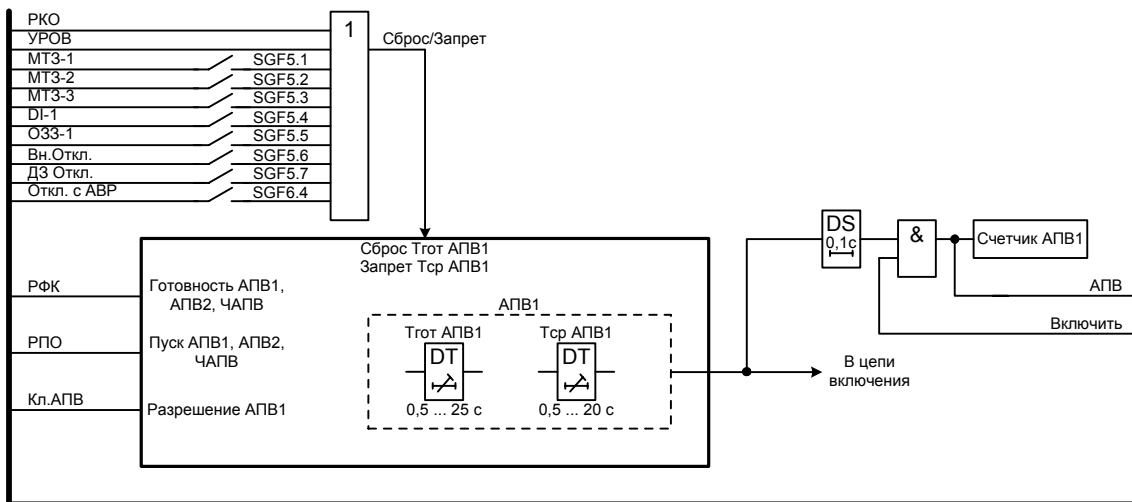 РКО
УРОВ
МТЗ-1 SGF5.1
МТЗ-2 SGF5.2
МТЗ-3 SGF5.3
DI-1 SGF5.4
ОЗЗ-1 SGF5.5
Вн.Откл. SGF5.6
ДЗ Откл. SGF5.7
Откл. с АВР SGF6.4
1
Сброс/Запрет
Сброс Тгот АПВ1
Запрет Тср АПВ1
РФК
Готовность АПВ1,
АПВ2, ЧАПВ
РПО
Пуск АПВ1, АПВ2,
ЧАПВ
Кл.АПВ
Разрешение АПВ1
АПВ1
Тгот АПВ1
DT
0,5 ... 25 с
Тср АПВ1
DT
0,5 ... 20 с
В цепи
включения
DS
0,1с
&
Счетчик АПВ1
АПВ
Включить